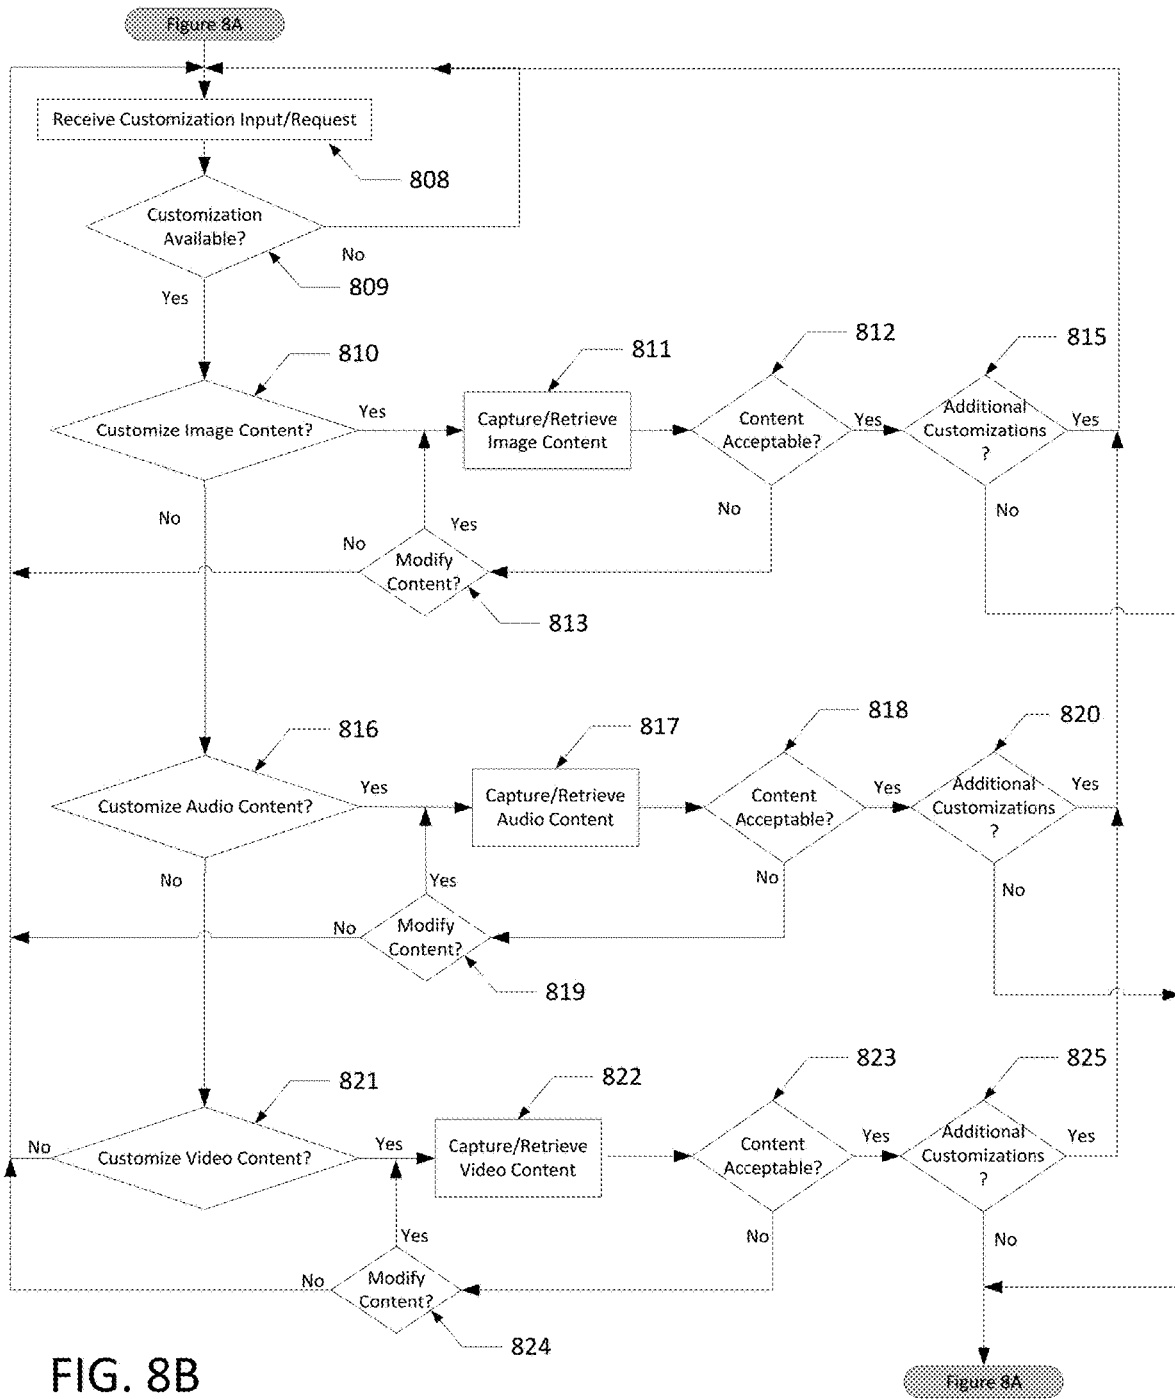 Figure 8A
Receive Customization Input/Request
808
Customization
Available?
No
809
Yes
810
Customize Image Content?
Yes
811
Capture/Retrieve
Image Content
812
Content
Acceptable?
Yes
815
Additional
Customizations
?
Yes
No
No
No
Yes
No
Modify
Content?
813
816
Customize Audio Content?
Yes
817
Capture/Retrieve
Audio Content
818
Content
Acceptable?
Yes
820
Additional
Customizations
?
Yes
No
No
No
Yes
No
Modify
Content?
819
821
No
Customize Video Content?
Yes
822
Capture/Retrieve
Video Content
823
Content
Acceptable?
Yes
825
Additional
Customizations
?
Yes
Yes
No
No
No
Modify
Content?
824
FIG. 8B
Figure 8A